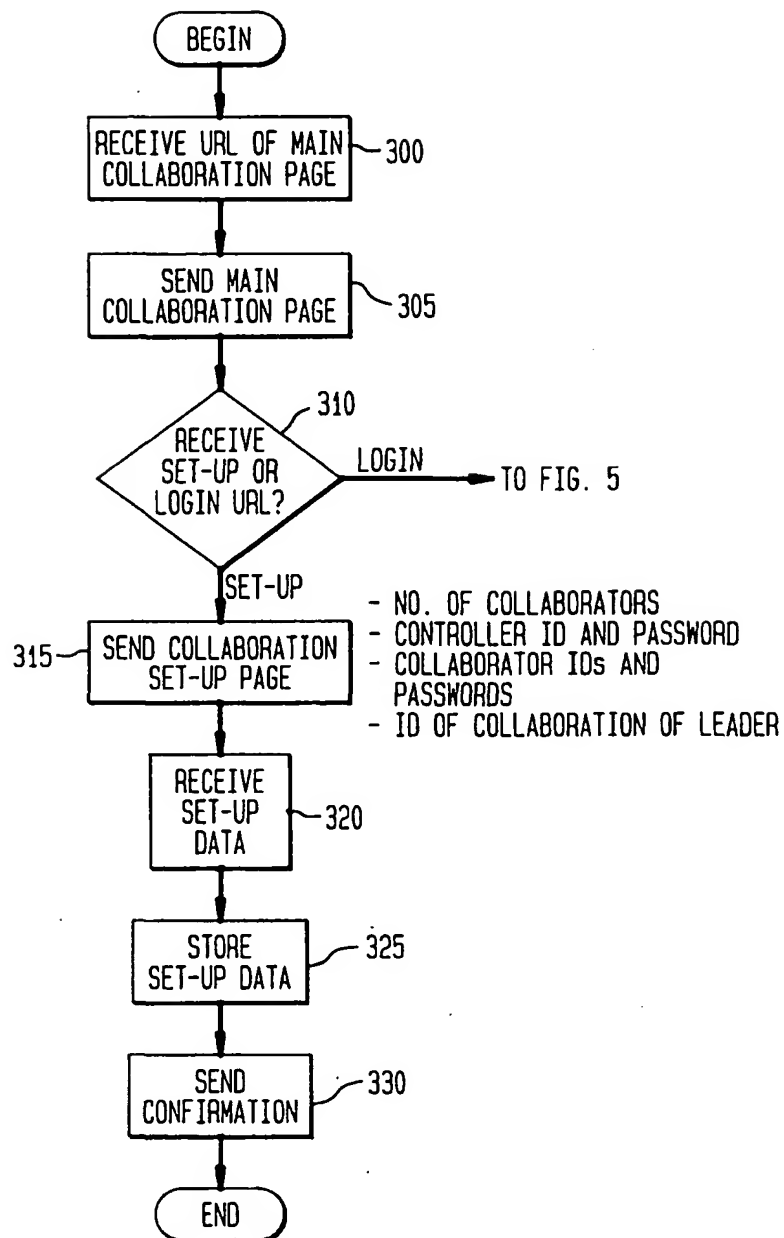 BEGIN
RECEIVE URL OF MAIN
COLLABORATION PAGE
300
SEND MAIN
COLLABORATION PAGE
305
310
RECEIVE
SET-UP OR
LOGIN URL?
LOGIN
TO FIG. 5
SET-UP
315
SEND COLLABORATION
SET-UP PAGE
- NO. OF COLLABORATORS
- CONTROLLER ID AND PASSWORD
- COLLABORATOR IDs AND
PASSWORDS
- ID OF COLLABORATION OF LEADER
RECEIVE
SET-UP
DATA
320
STORE
SET-UP DATA
325
SEND
CONFIRMATION
330
END